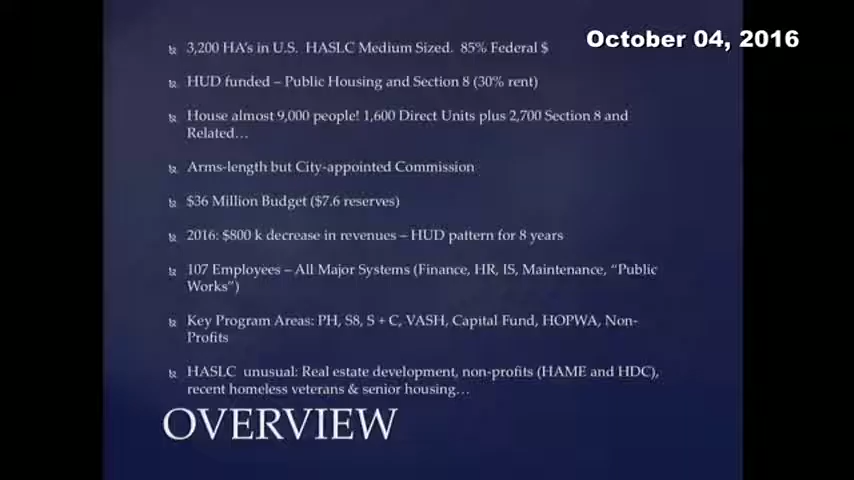 October 04, 2016
3,200 HA's in U.S. HASLC Medium Sized. 85% Federal $
HUD funded – Public Housing and Section 8 (30% rent)
House almost 9,000 people! 1,600 Direct Units plus 2,700 Section 8 and
Related…
Arms-length but City-appointed Commission
$36 Million Budget ($7.6 reserves)
2016: $800 k decrease in revenues – HUD pattern for 8 years
107 Employees – All Major Systems (Finance, HR, IS, Maintenance, “Public
Works”)
Key Program Areas: PH, S8, S + C, VASH, Capital Fund, HOPWA, Non-
Profits
HASLC unusual: Real estate development, non-profits (HAME and HDC),
recent homeless veterans & senior housing…
OVERVIEW